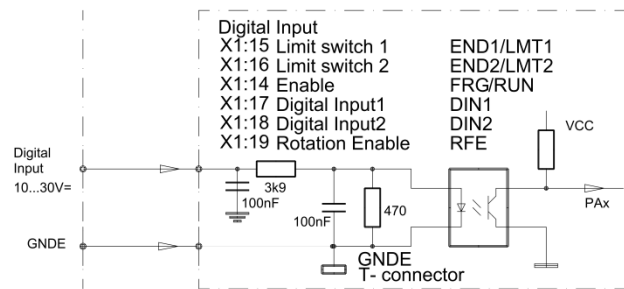 Digital Input
X1:15 Limit switch 1 END1/LMT1
X1:16 Limit switch 2 END2/LMT2
X1:14 Enable FRG/RUN
X1:17 Digital Input1 DIN1
X1:18 Digital Input2 DIN2
X1:19 Rotation Enable RFE
VCC
Digital
Input
10...30V=
3k9
100nF
100nF
470
PAx
GNDE
GNDE
T- connector